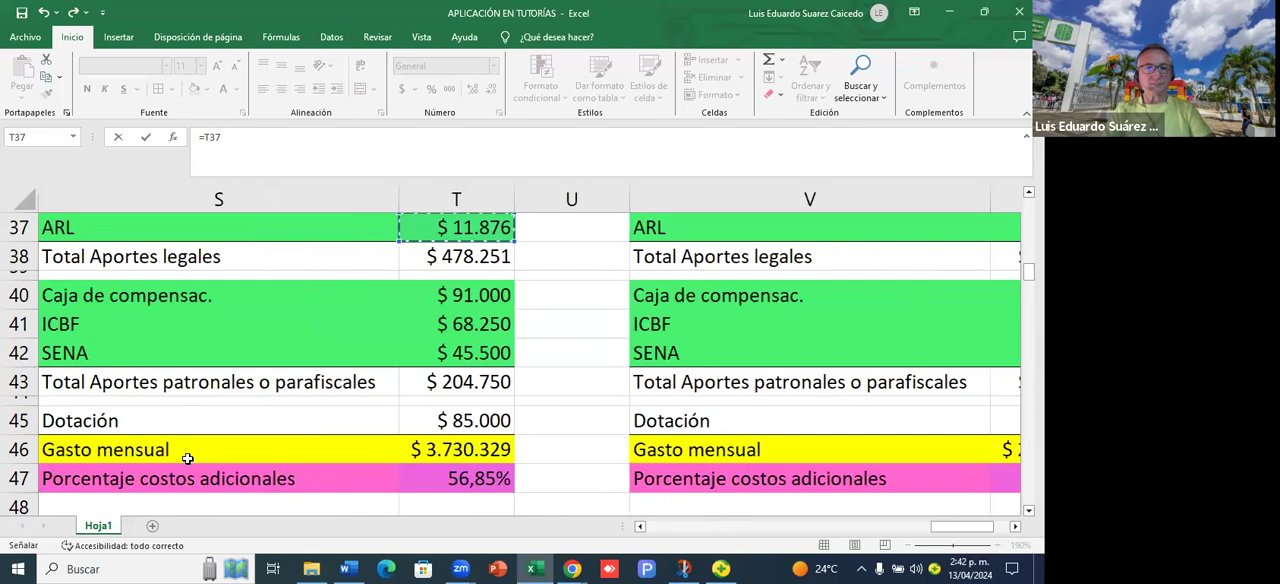 APLICACIÓN EN TUTORÍAS - Excel
Luis Eduardo Suarez Caicedo
LE
Archivo Inicio Insertar Disposición de página Fórmulas Datos Revisar Vista Ayuda ¿Qué desea hacer?
Pegar
11
General
N K S
$ % 000
Formato condicional
Dar formato como tabla
Estilos de celda
Insertar
Eliminar
Formato
Ordenar y filtrar
Buscar y seleccionar
Complementos
Portapapeles Fuente Alineación Número Estilos Celdas Edición Complementos
Luis Eduardo Suárez ...
T37 =T37
S T U V
37 ARL $ 11.876 ARL
38 Total Aportes legales $ 478.251 Total Aportes legales
40 Caja de compensac. $ 91.000 Caja de compensac.
41 ICBF $ 68.250 ICBF
42 SENA $ 45.500 SENA
43 Total Aportes patronales o parafiscales $ 204.750 Total Aportes patronales o parafiscales
45 Dotación $ 85.000 Dotación
46 Gasto mensual $ 3.730.329 Gasto mensual $
47 Porcentaje costos adicionales 56,85% Porcentaje costos adicionales
48
Hoja1
Señalar Accesibilidad: todo correcto 190%
Buscar
24°C
2:42 p. m.
13/04/2024